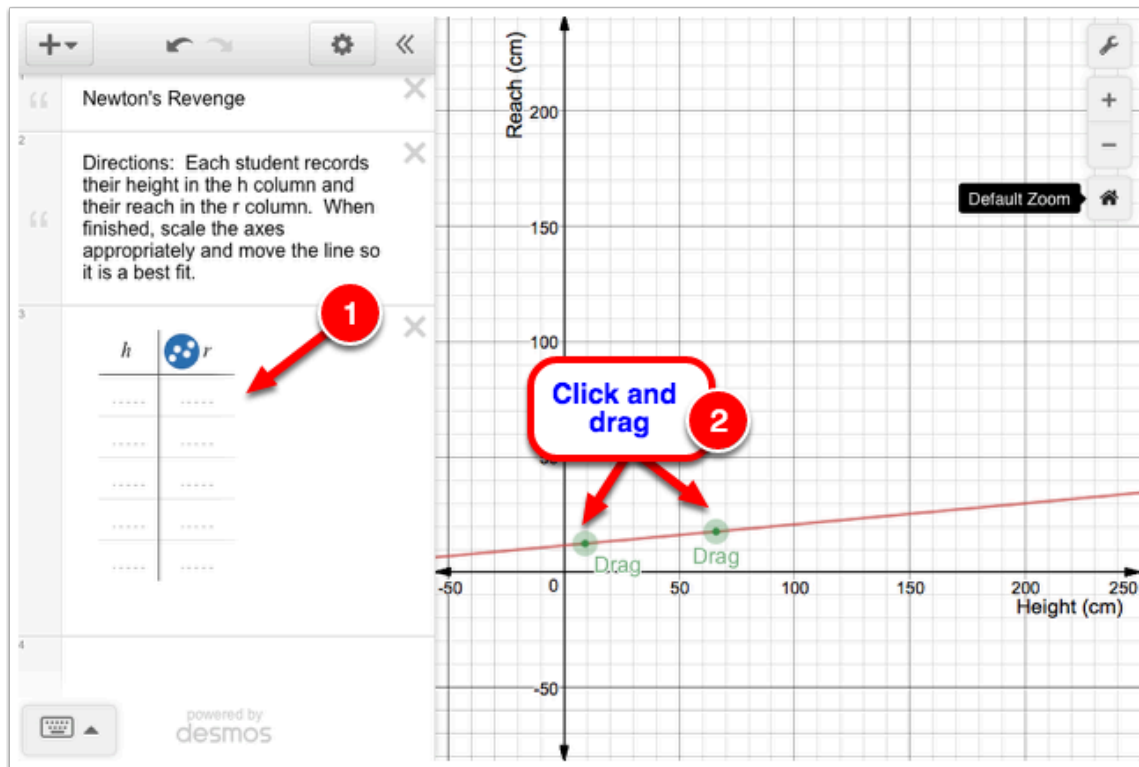 1
Newton's Revenge
2
Directions: Each student records
their height in the h column and
their reach in the r column. When
finished, scale the axes
appropriately and move the line so
it is a best fit.
3
h r
1
4
powered by
desmos
Reach (cm)
200
150
100
50
0
-50
-50
50
100
150
200
250
Height (cm)
Default Zoom
Click and
drag
2
Drag
Drag